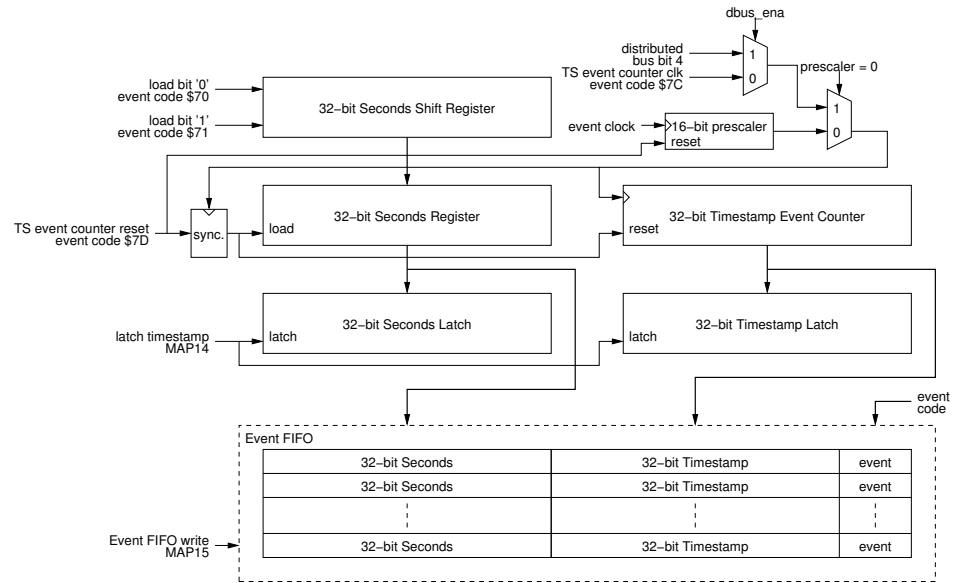 dbus_ena
distributed
bus bit 4
TS event counter clk
event code $7C
1
0
prescaler = 0
1
0
load bit '0'
event code $70
load bit '1'
event code $71
32-bit Seconds Shift Register
event clock
16-bit prescaler
reset
TS event counter reset
event code $7D
sync.
32-bit Seconds Register
load
32-bit Timestamp Event Counter
reset
latch timestamp
MAP14
32-bit Seconds Latch
latch
32-bit Timestamp Latch
latch
event
code
Event FIFO
32-bit Seconds 32-bit Timestamp event
32-bit Seconds 32-bit Timestamp event
Event FIFO write
MAP15
32-bit Seconds 32-bit Timestamp event